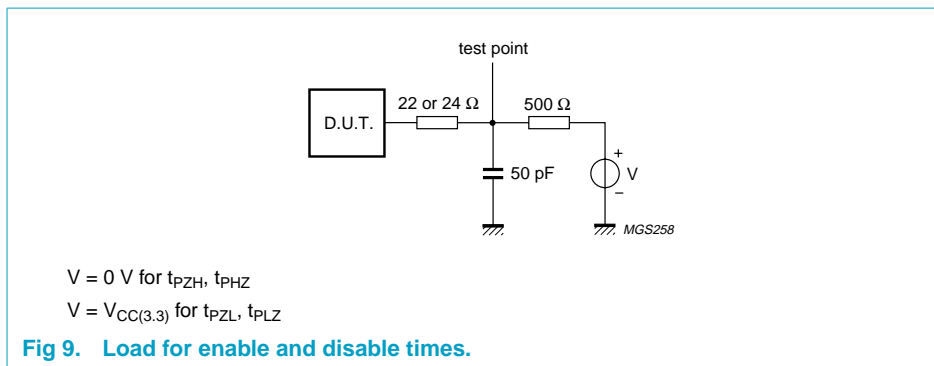 test point
D.U.T.
22 or 24 Ω
500 Ω
50 pF
+
V
−
MGS258
V = 0 V for tPZH, tPHZ
V = VCC(3.3) for tPZL, tPLZ
Fig 9. Load for enable and disable times.